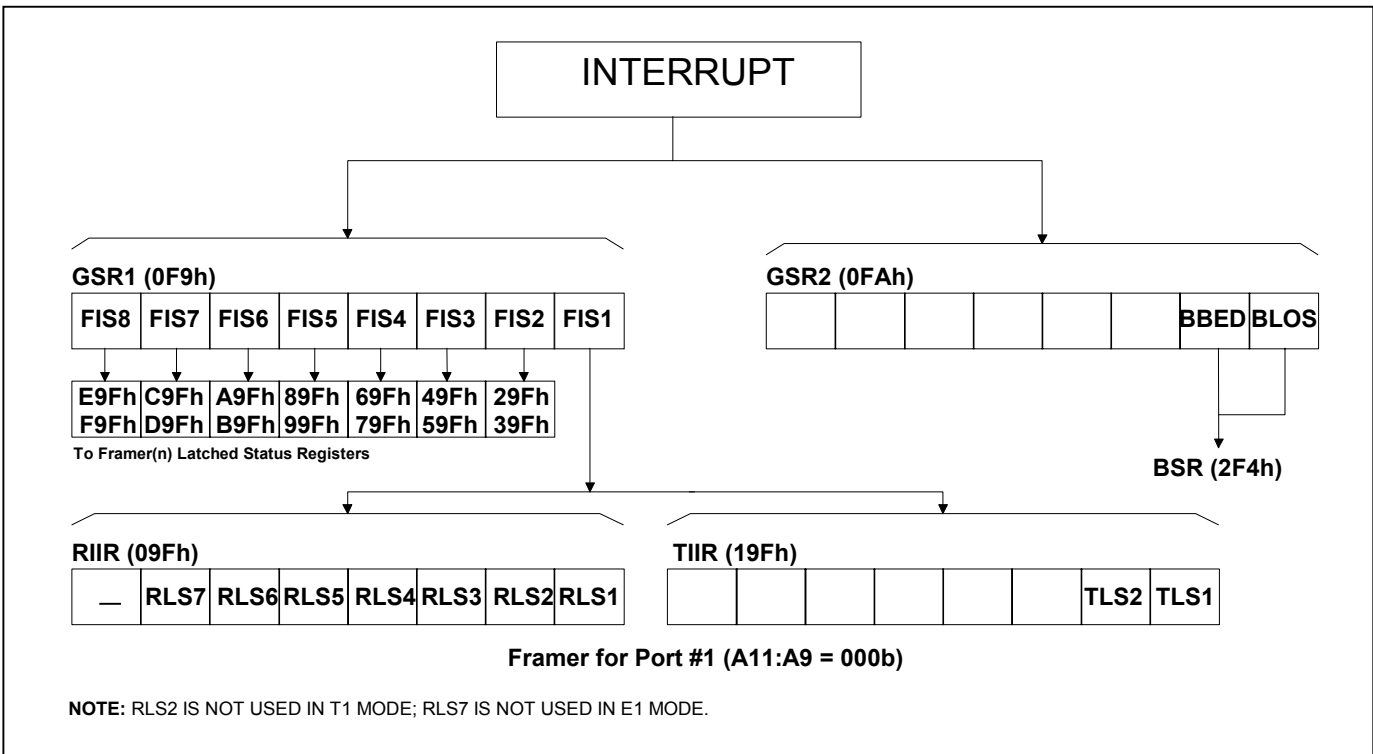 INTERRUPT
GSR1 (0F9h)
FIS8 FIS7 FIS6 FIS5 FIS4 FIS3 FIS2 FIS1
E9Fh C9Fh A9Fh 89Fh 69Fh 49Fh 29Fh
F9Fh D9Fh B9Fh 99Fh 79Fh 59Fh 39Fh
To Framer(n) Latched Status Registers
GSR2 (0FAh)
BBED BLOS
BSR (2F4h)
RIIR (09Fh)
— RLS7 RLS6 RLS5 RLS4 RLS3 RLS2 RLS1
TIIR (19Fh)
TLS2 TLS1
Framer for Port #1 (A11:A9 = 000b)
NOTE: RLS2 IS NOT USED IN T1 MODE; RLS7 IS NOT USED IN E1 MODE.